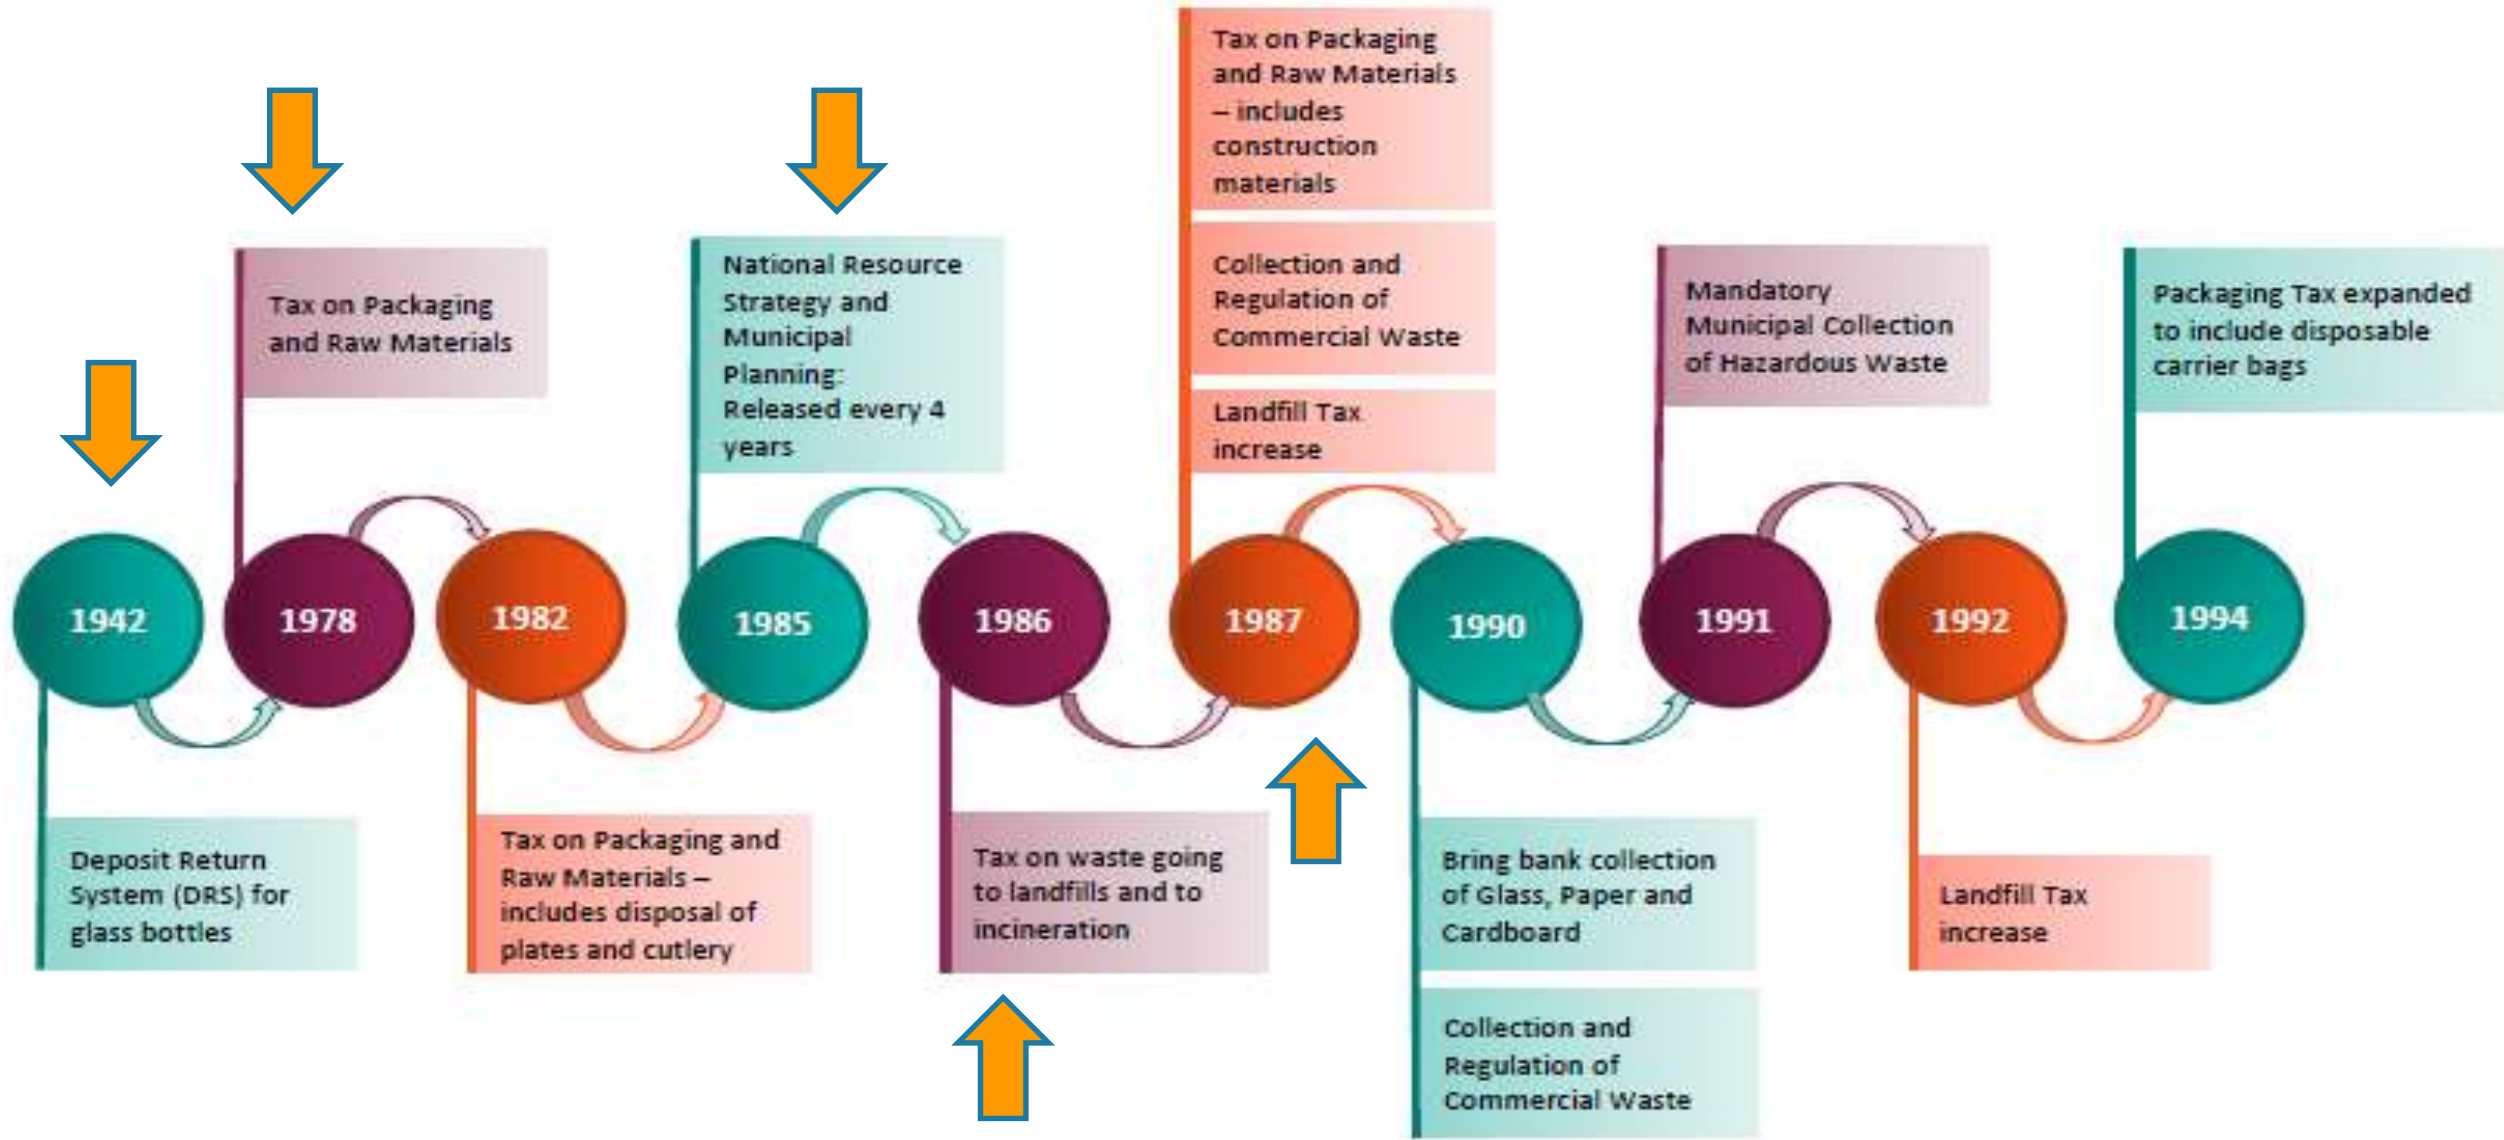 Tax on Packaging
and Raw Materials
– includes
construction
materials
Collection and
Regulation of
Commercial Waste
Landfill Tax
increase
Tax on Packaging
and Raw Materials
National Resource
Strategy and
Municipal
Planning:
Released every 4
years
Mandatory
Municipal Collection
of Hazardous Waste
Packaging Tax expanded
to include disposable
carrier bags
1942
1978
1982
1985
1986
1987
1990
1991
1992
1994
Deposit Return
System (DRS) for
glass bottles
Tax on Packaging and
Raw Materials –
includes disposal of
plates and cutlery
Tax on waste going
to landfills and to
incineration
Bring bank collection
of Glass, Paper and
Cardboard
Collection and
Regulation of
Commercial Waste
Landfill Tax
increase